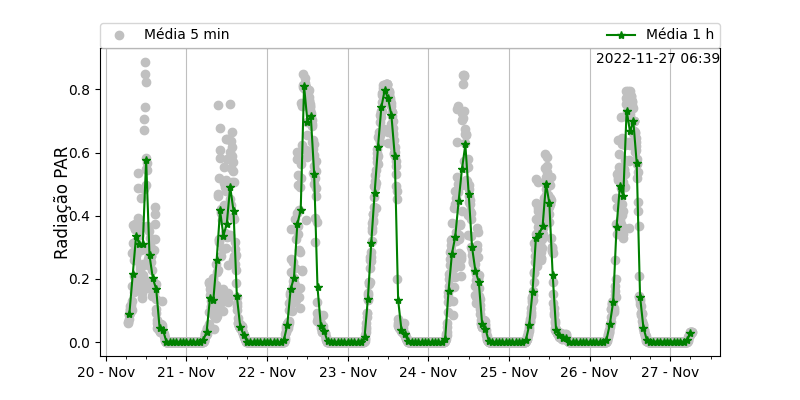 Média 5 min
Média 1 h
2022-11-27 06:39
Radiação PAR
0.8
0.6
0.4
0.2
0.0
20 - Nov
21 - Nov
22 - Nov
23 - Nov
24 - Nov
25 - Nov
26 - Nov
27 - Nov